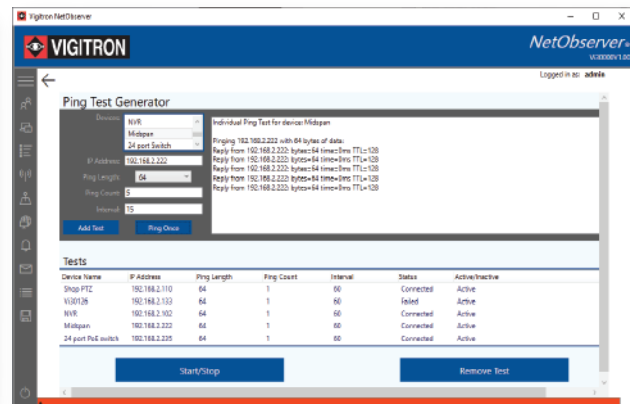 Vigitron NetObserver
VIGITRON
NetObserver
Vi30000V1.00
Logged in as: admin
Ping Test Generator
Devices:
NVR
Midspan
24 port Switch
IP Address: 192.168.2.222
Ping Length: 64
Ping Count: 5
Interval: 15
Add Test
Ping Once
Individual Ping Test for device: Midspan
Pinging 192.168.2.222 with 64 bytes of data:
Reply from 192.168.2.222: bytes=64 time=0ms TTL=128
Reply from 192.168.2.222: bytes=64 time=0ms TTL=128
Reply from 192.168.2.222: bytes=64 time=0ms TTL=128
Reply from 192.168.2.222: bytes=64 time=0ms TTL=128
Reply from 192.168.2.222: bytes=64 time=0ms TTL=128
Tests
Device Name IP Address Ping Length Ping Count Interval Status Active/Inactive
Shop PTZ 192.168.2.110 64 1 60 Connected Active
Vi30126 192.168.2.133 64 1 60 Failed Active
NVR 192.168.2.102 64 1 60 Connected Active
Midspan 192.168.2.222 64 1 60 Connected Active
24 port PoE switch 192.168.2.225 64 1 60 Connected Active
Start/Stop
Remove Test